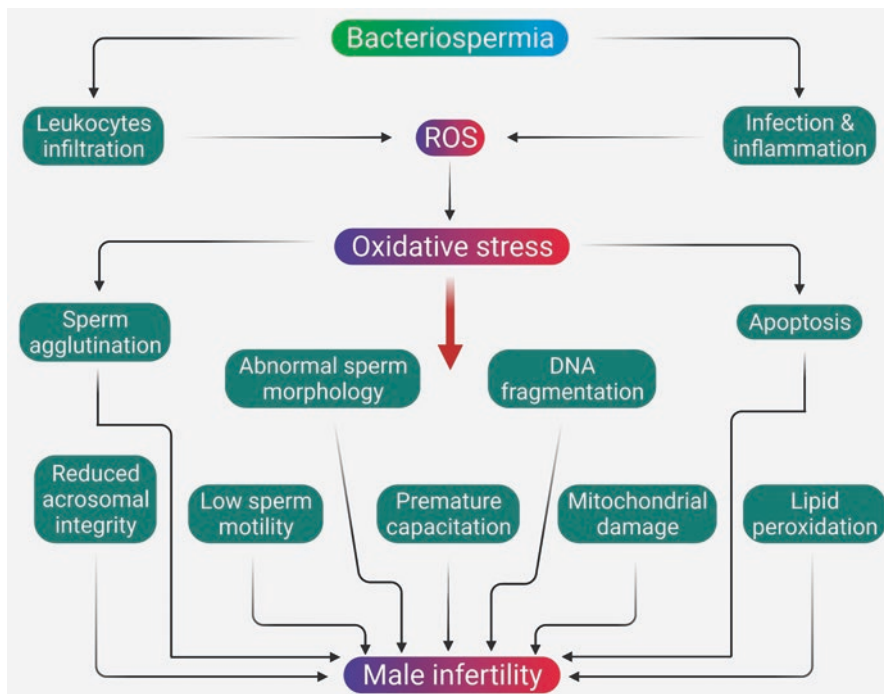 Bacteriospermia
Leukocytes
infiltration
ROS
Infection &
inflammation
Oxidative stress
Sperm
agglutination
Apoptosis
Abnormal sperm
morphology
DNA
fragmentation
Reduced
acrosomal
integrity
Low sperm
motility
Premature
capacitation
Mitochondrial
damage
Lipid
peroxidation
Male infertility